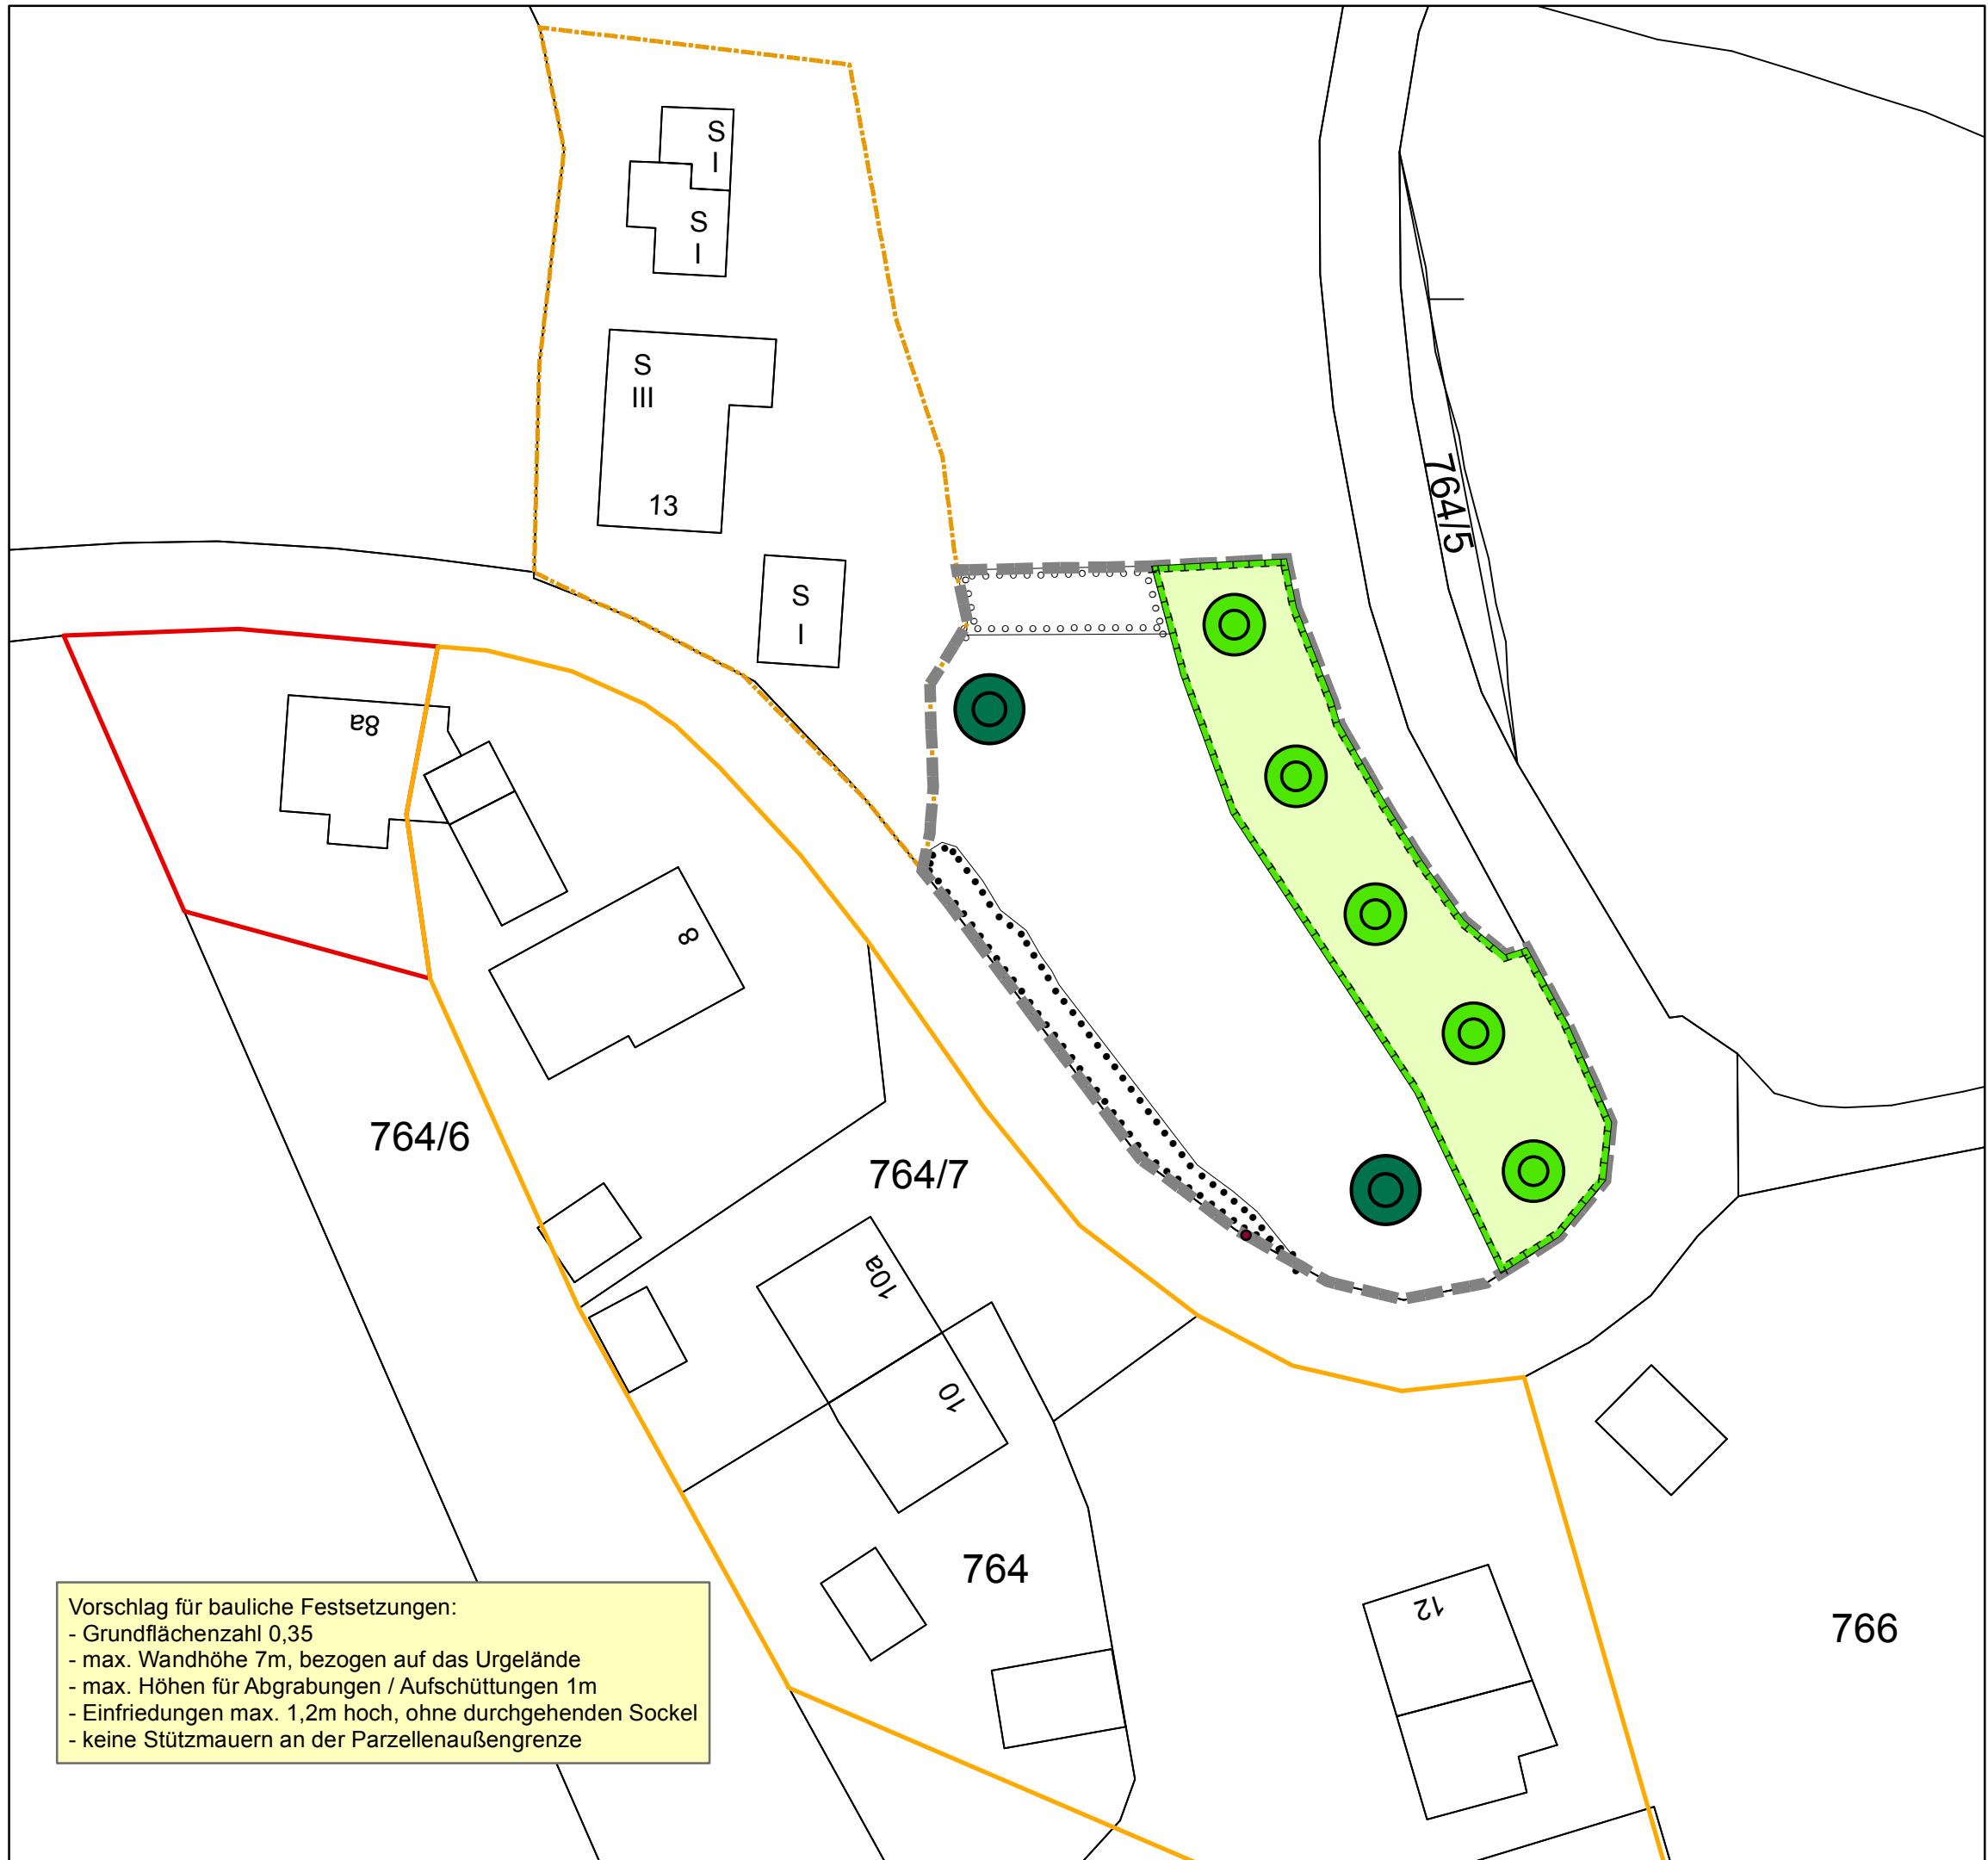 S
I
S
I
S
III
13
764/5
S
I
8a
8
764/6
764/7
10a
10
764
12
766
Vorschlag für bauliche Festsetzungen:
- Grundflächenzahl 0,35
- max. Wandhöhe 7m, bezogen auf das Urgelände
- max. Höhen für Abgrabungen / Aufschüttungen 1m
- Einfriedungen max. 1,2m hoch, ohne durchgehenden Sockel
- keine Stützmauern an der Parzellenaußengrenze